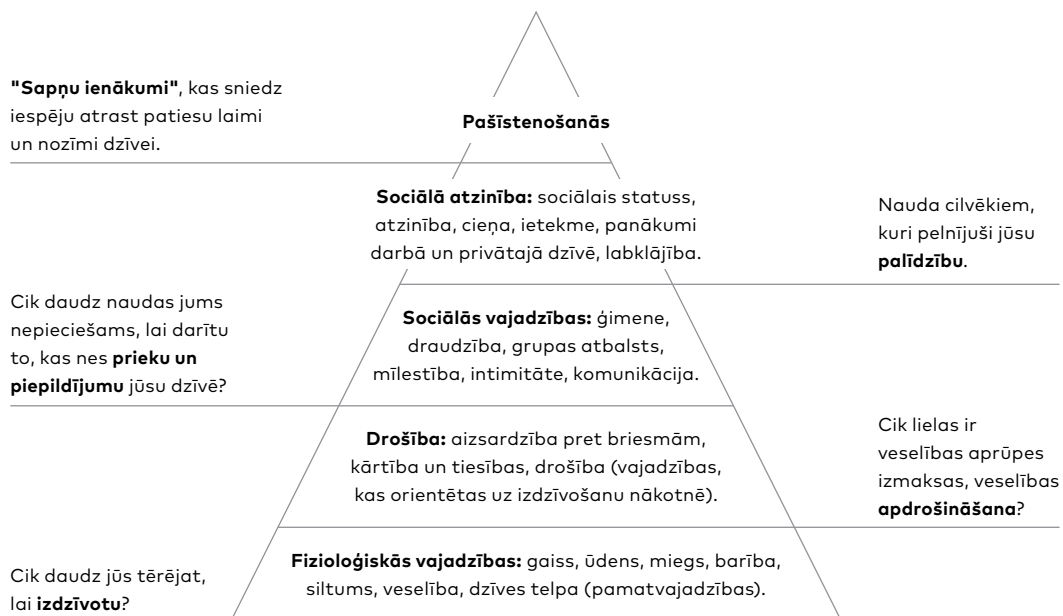 "Sapņu ienākumi", kas sniedz
iespēju atrast patiesu laimi
un nozīmi dzīvei.
Pašīstenošanās
Sociālā atzinība: sociālais statuss,
atzinība, cieņa, ietekme, panākumi
darbā un privātajā dzīvē, labklājība.
Nauda cilvēkiem,
kuri pelnījuši jūsu
palīdzību.
Cik daudz naudas jums
nepieciešams, lai darītu
to, kas nes prieku un
piepildījumu jūsu dzīvē?
Sociālās vajadzības: ģimene,
draudzība, grupas atbalsts,
mīlestība, intimitāte, komunikācija.
Drošība: aizsardzība pret briesmām,
kārtība un tiesības, drošība (vajadzības,
kas orientētas uz izdzīvošanu nākotnē).
Cik lielas ir
veselības aprūpes
izmaksas, veselības
apdrošināšana?
Fizioloģiskās vajadzības: gaiss, ūdens, miegs, barība,
siltums, veselība, dzīves telpa (pamatvajadzības).
Cik daudz jūs tērējat,
lai izdzīvotu?